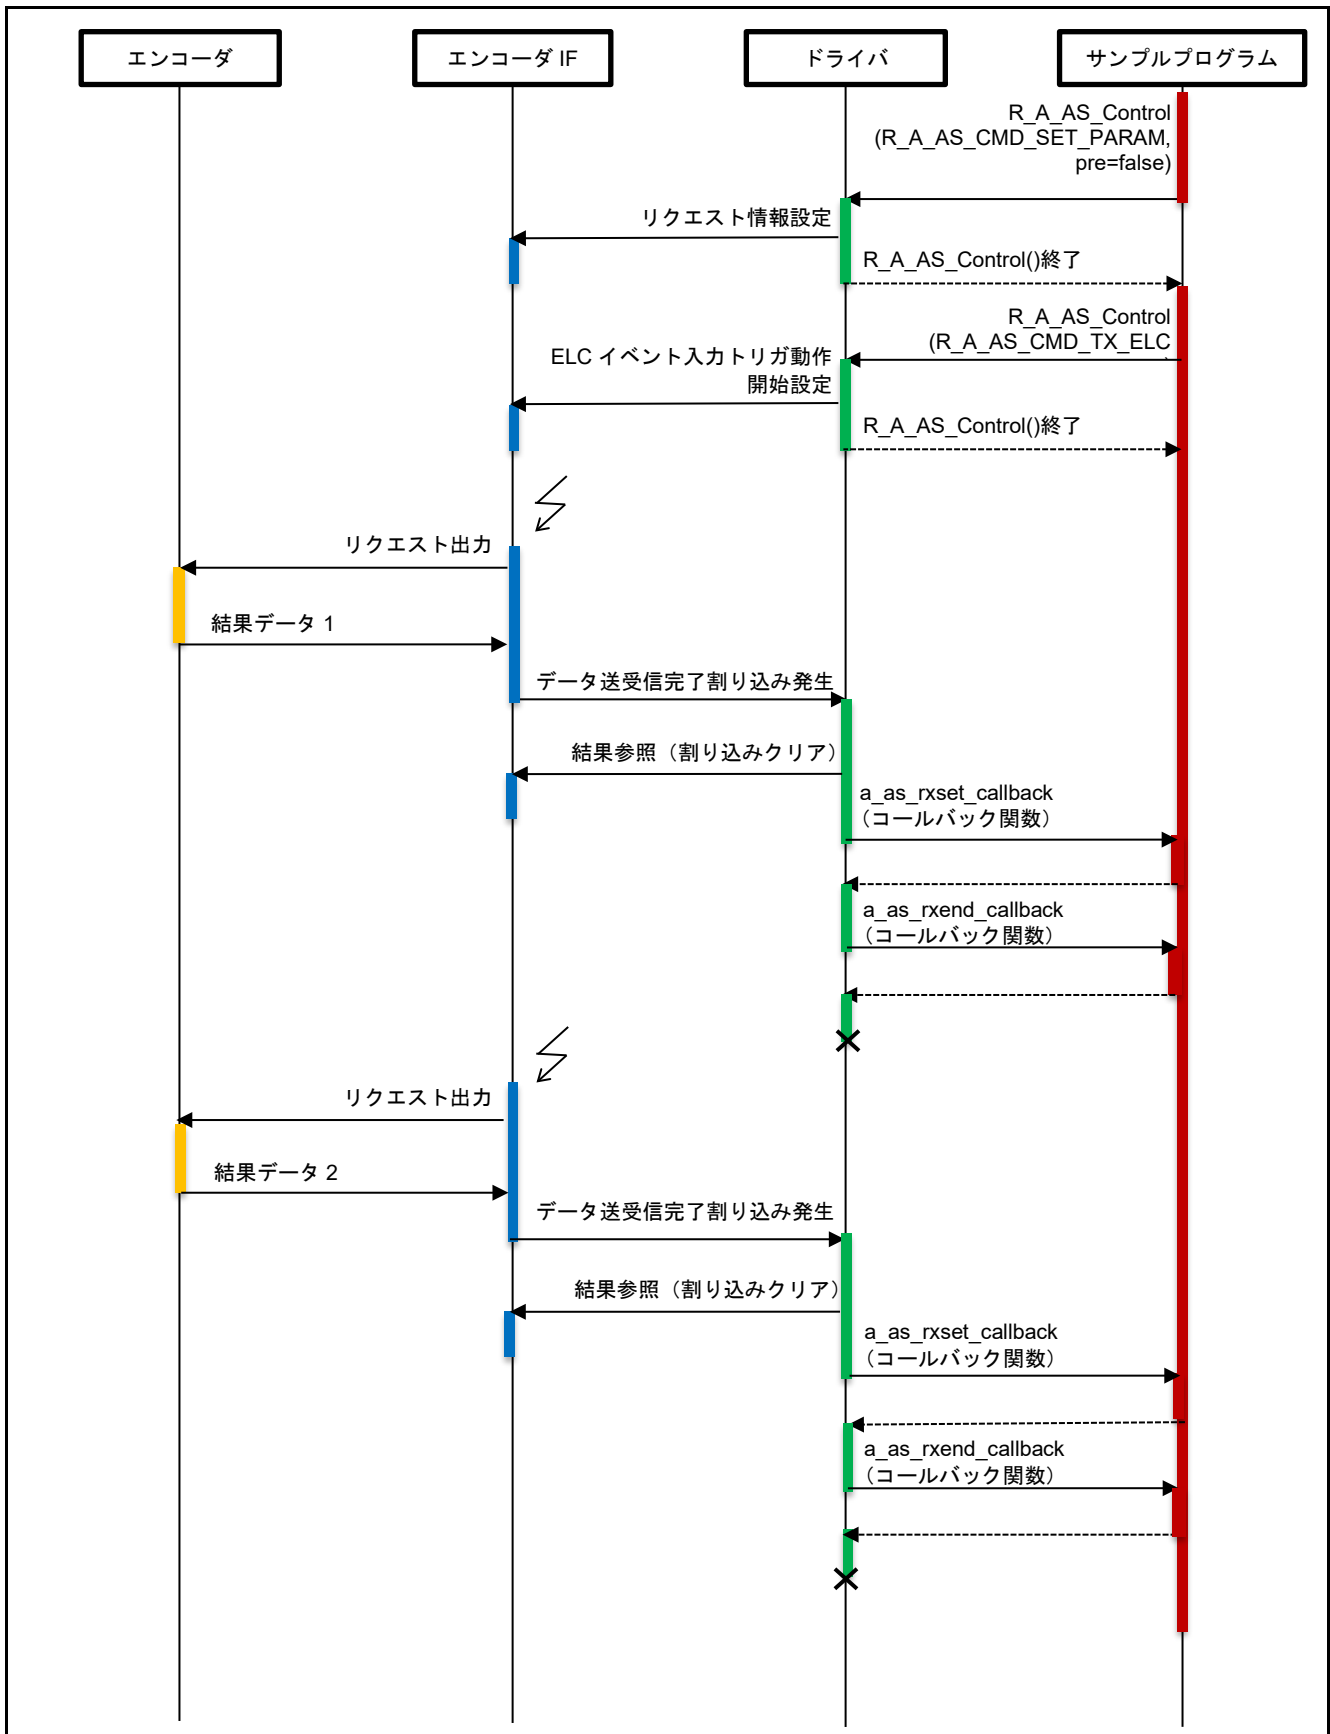 エンコーダ
エンコーダ IF
ドライバ
サンプルプログラム
R_A_AS_Control
(R_A_AS_CMD_SET_PARAM,
pre=false)
リクエスト情報設定
R_A_AS_Control()終了
R_A_AS_Control
(R_A_AS_CMD_TX_ELC
ELC イベント入力トリガ動作
開始設定
R_A_AS_Control()終了
リクエスト出力
結果データ 1
データ送受信完了割り込み発生
結果参照（割り込みクリア）
a_as_rxset_callback
（コールバック関数）
a_as_rxend_callback
（コールバック関数）
リクエスト出力
結果データ 2
データ送受信完了割り込み発生
結果参照（割り込みクリア）
a_as_rxset_callback
（コールバック関数）
a_as_rxend_callback
（コールバック関数）